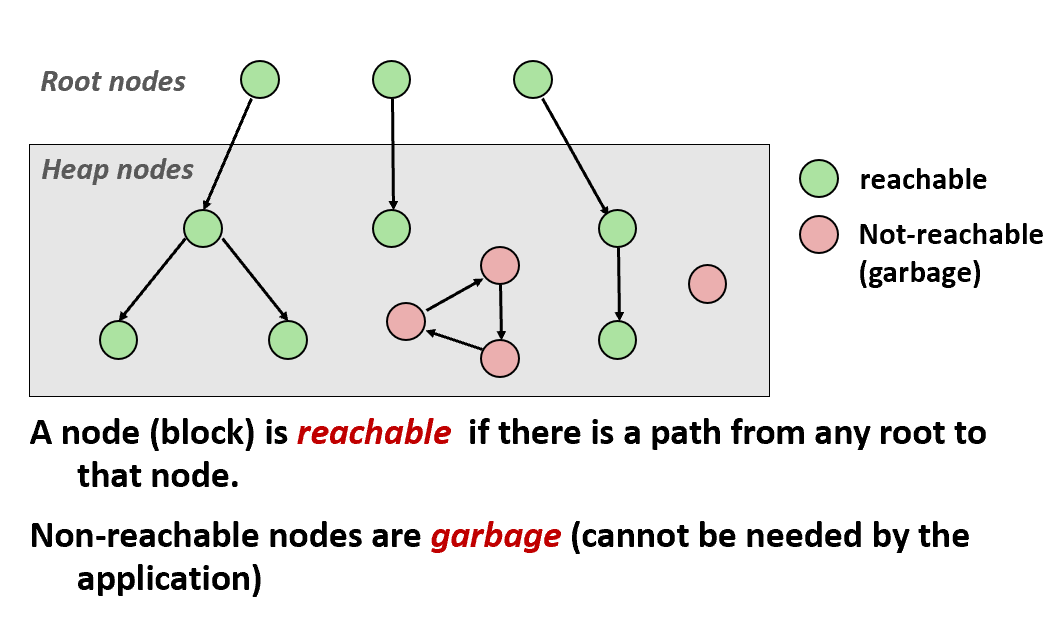 Root nodes
Heap nodes
reachable
Not-reachable
(garbage)
A node (block) is reachable if there is a path from any root to
that node.
Non-reachable nodes are garbage (cannot be needed by the
application)